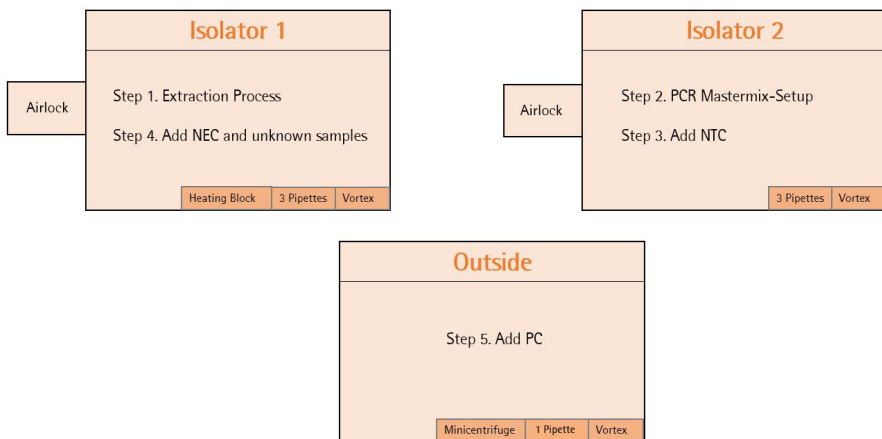 Isolator 1
Airlock
Step 1. Extraction Process
Step 4. Add NEC and unknown samples
Heating Block
3 Pipettes
Vortex
Isolator 2
Airlock
Step 2. PCR Mastermix-Setup
Step 3. Add NTC
3 Pipettes
Vortex
Outside
Step 5. Add PC
Minicentrifuge
1 Pipette
Vortex